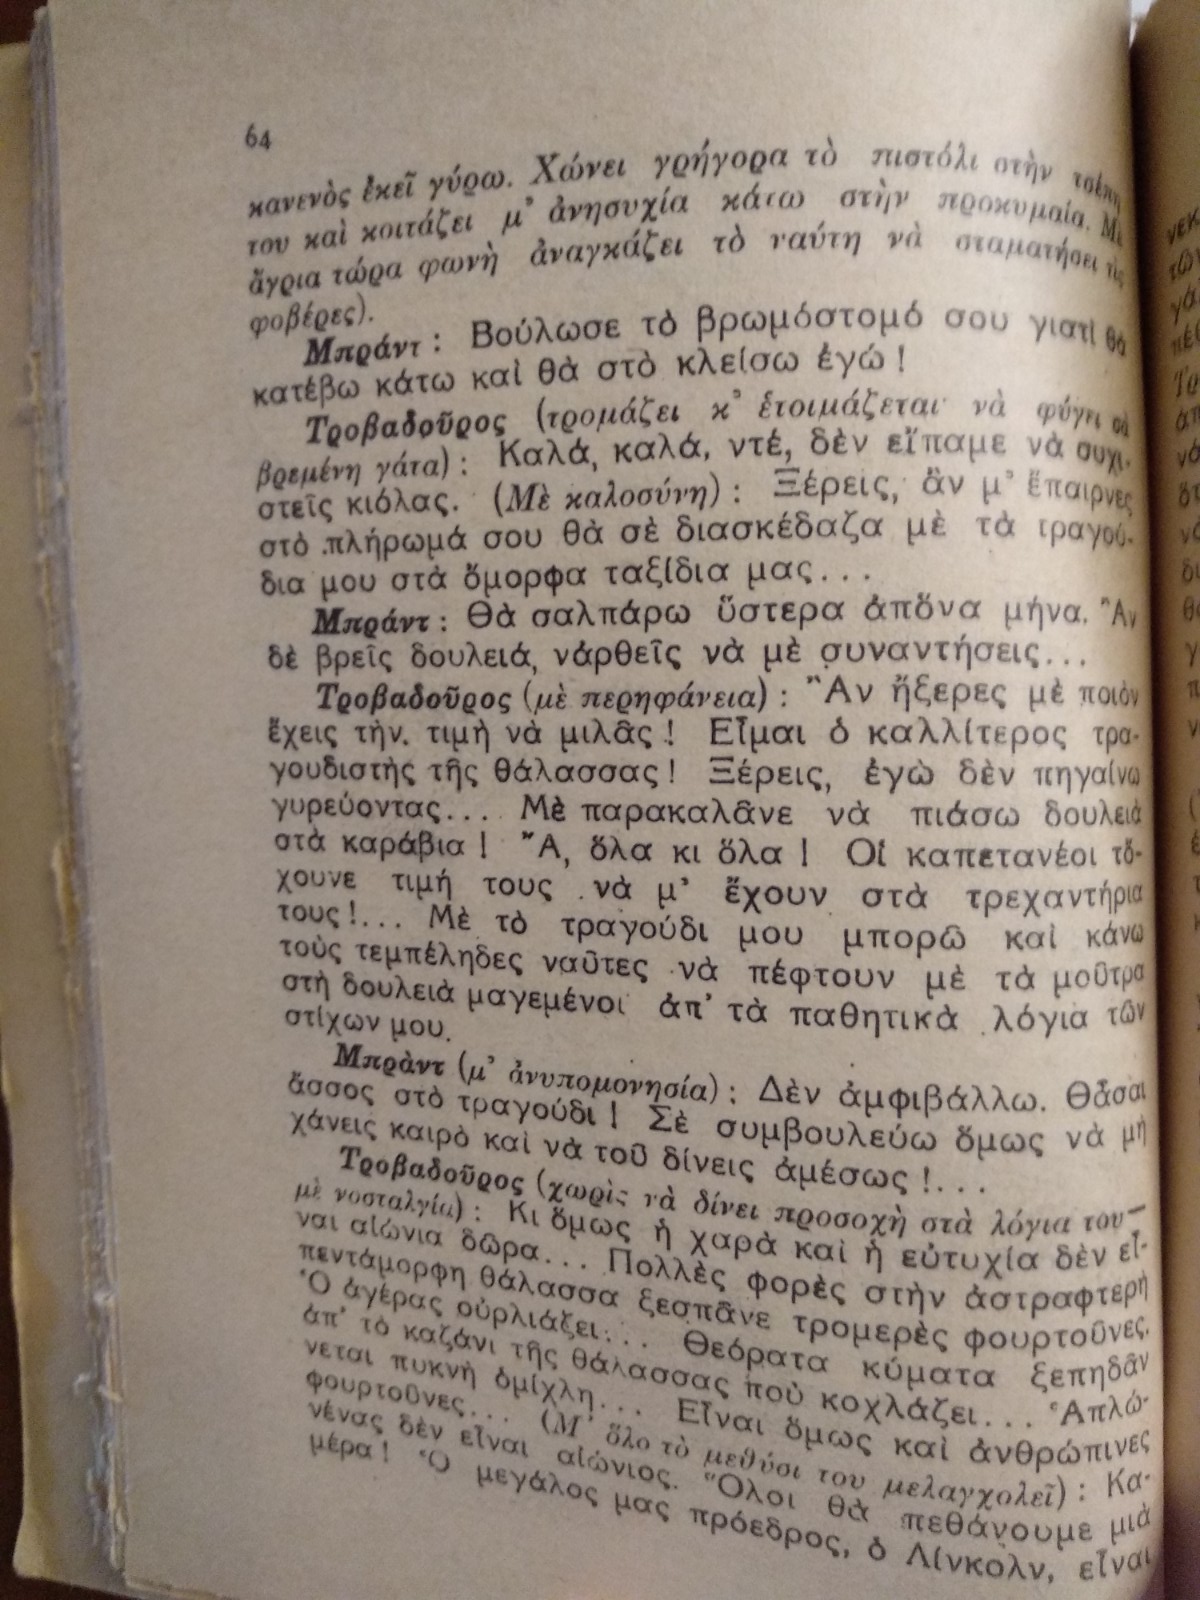 64
κανενὸς ἐκεῖ γύρω. Χώνει γρήγορα τὸ πιστόλι στὴν τσέπη
του καὶ κοιτάζει μ' ἀνησυχία κάτω στὴν προκυμαία. Μὲ
ἄγρια τώρα φωνὴ ἀναγκάζει τὸ ναύτη νὰ σταματήσει τὶς
φοβέρες).
Μπράντ : Βούλωσε τὸ βρωμόστομό σου γιατὶ θὰ
κατέβω κάτω καὶ θὰ στὸ κλείσω ἐγώ !
Τροβαδοῦρος (τρομάζει κ' ἑτοιμάζεται νὰ φύγει σὰ
βρεμένη γάτα) : Καλά, καλά, ντέ, δὲν εἴπαμε νὰ συχι-
στεῖς κιόλας. (Μὲ καλοσύνη) : Ξέρεις, ἂν μ' ἔπαιρνες
στὸ πλήρωμά σου θὰ σὲ διασκέδαζα μὲ τὰ τραγού-
δια μου στὰ ὄμορφα ταξίδια μας...
Μπράντ : Θὰ σαλπάρω ὕστερα ἀπὄνα μήνα. Ἂν
δὲ βρεῖς δουλειά, νἀρθεῖς νὰ μὲ συναντήσεις...
Τροβαδοῦρος (μὲ περηφάνεια) : Ἂν ἤξερες μὲ ποιὸν
ἔχεις τὴν τιμὴ νὰ μιλᾶς ! Εἶμαι ὁ καλλίτερος τρα-
γουδιστὴς τῆς θάλασσας ! Ξέρεις, ἐγὼ δὲν πηγαίνω
γυρεύοντας... Μὲ παρακαλᾶνε νὰ πιάσω δουλειὰ
στὰ καράβια ! Ἄ, ὅλα κι ὅλα ! Οἱ καπετανέοι τὄ-
χουνε τιμή τους νὰ μ' ἔχουν στὰ τρεχαντήρια
τους !... Μὲ τὸ τραγούδι μου μπορῶ καὶ κάνω
τοὺς τεμπέληδες ναῦτες νὰ πέφτουν μὲ τὰ μοῦτρα
στὴ δουλειὰ μαγεμένοι ἀπ' τὰ παθητικὰ λόγια τῶν
στίχων μου.
Μπρὰντ (μ' ἀνυπομονησία) : Δὲν ἀμφιβάλλω. Θἆσαι
ἄσσος στὸ τραγούδι ! Σὲ συμβουλεύω ὅμως νὰ μὴ
χάνεις καιρὸ καὶ νὰ τοῦ δίνεις ἀμέσως !...
Τροβαδοῦρος (χωρὶς νὰ δίνει προσοχὴ στὰ λόγια του—
μὲ νοσταλγία) : Κι ὅμως ἡ χαρὰ καὶ ἡ εὐτυχία δὲν εἶ-
ναι αἰώνια δῶρα... Πολλὲς φορὲς στὴν ἀστραφτερὴ
πεντάμορφη θάλασσα ξεσπᾶνε τρομερὲς φουρτοῦνες.
Ὁ ἀγέρας οὐρλιάζει... Θεόρατα κύματα ξεπηδᾶν
ἀπ' τὸ καζάνι τῆς θάλασσας ποὺ κοχλάζει... Ἁπλώ-
νεται πυκνὴ ὁμίχλη... Εἶναι ὅμως καὶ ἀνθρώπινες
φουρτοῦνες... (Μ' ὅλο τὸ μεθύσι του μελαγχολεῖ) : Κα-
νένας δὲν εἶναι αἰώνιος. Ὅλοι θὰ πεθάνουμε μιὰ
μέρα ! Ὁ μεγάλος μας πρόεδρος, ὁ Λίνκολν, εἶναι